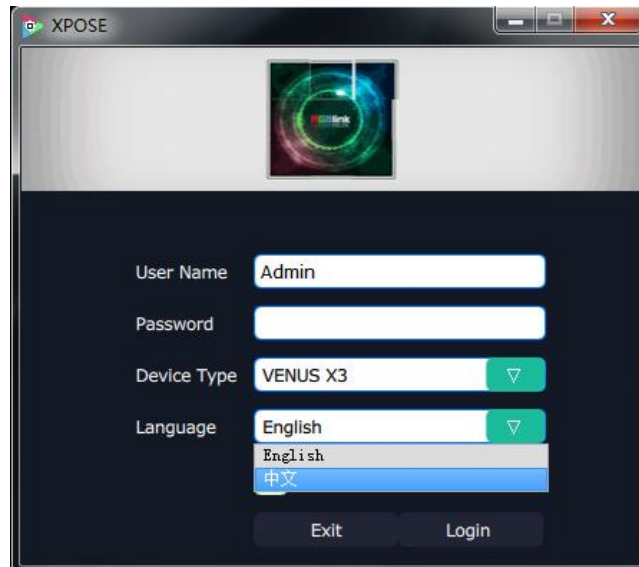 XPOSE
RGBlink
User Name Admin
Password
Device Type VENUS X3
Language English
English
中文
Exit Login